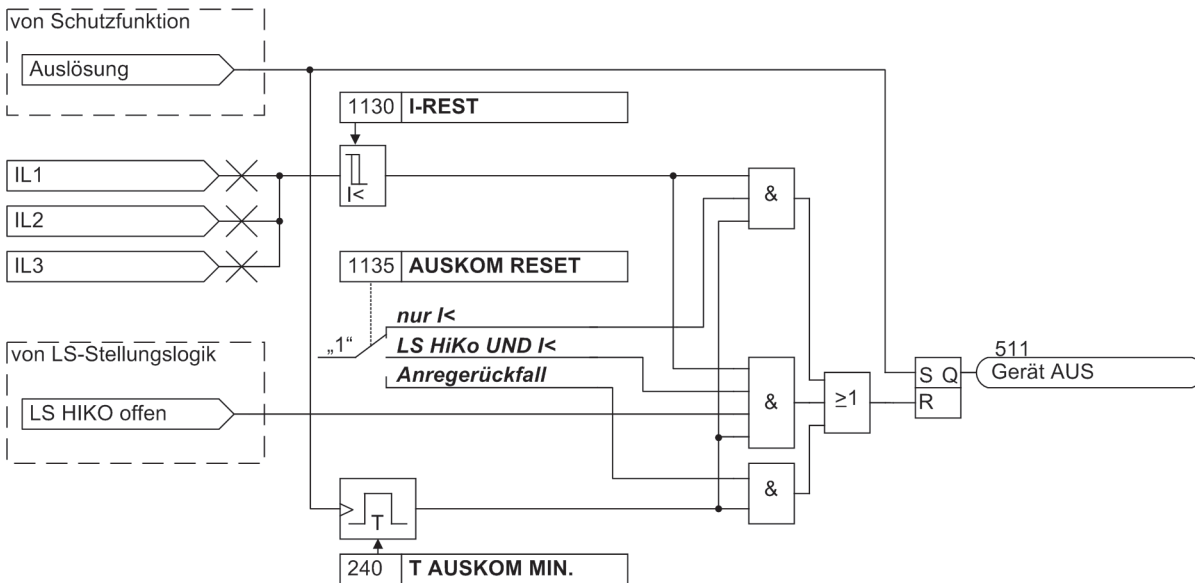 von Schutzfunktion
Auslösung
1130 I-REST
IL1
I<
&
IL2
IL3
1135 AUSKOM RESET
nur I<
„1“
LS HiKo UND I<
Anregerückfall
von LS-Stellungslogik
LS HIKO offen
&
≥1
511
S Q
Gerät AUS
R
&
T
240 T AUSKOM MIN.